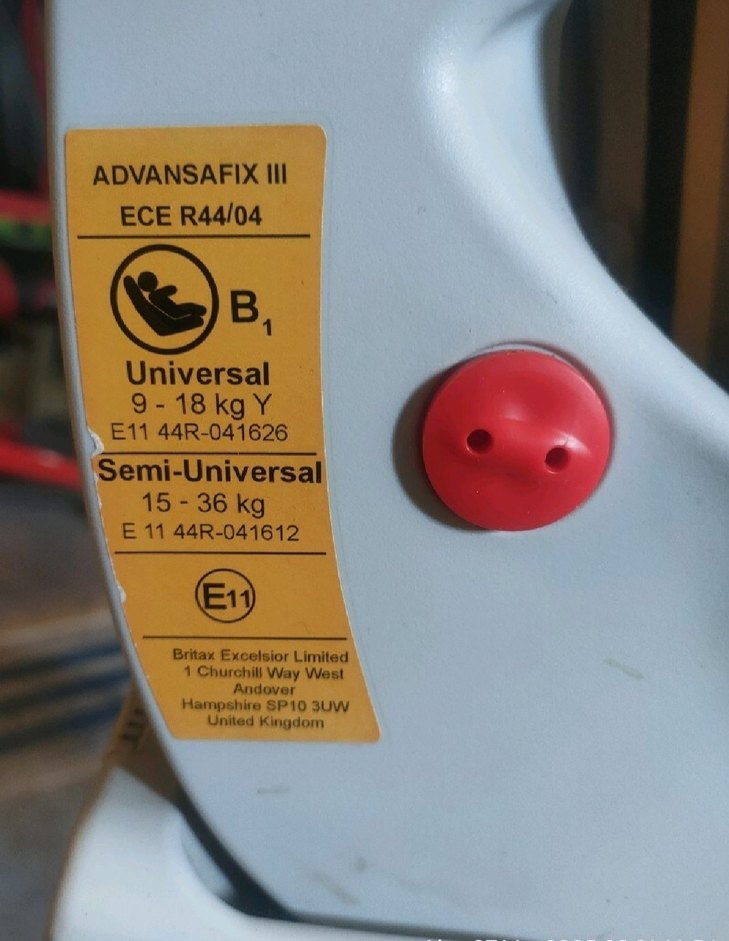 ADVANSAFIX III
ECE R44/04
B1
Universal
9 - 18 kg Y
E11 44R-041626
Semi-Universal
15 - 36 kg
E 11 44R-041612
E11
Britax Excelsior Limited
1 Churchill Way West
Andover
Hampshire SP10 3UW
United Kingdom